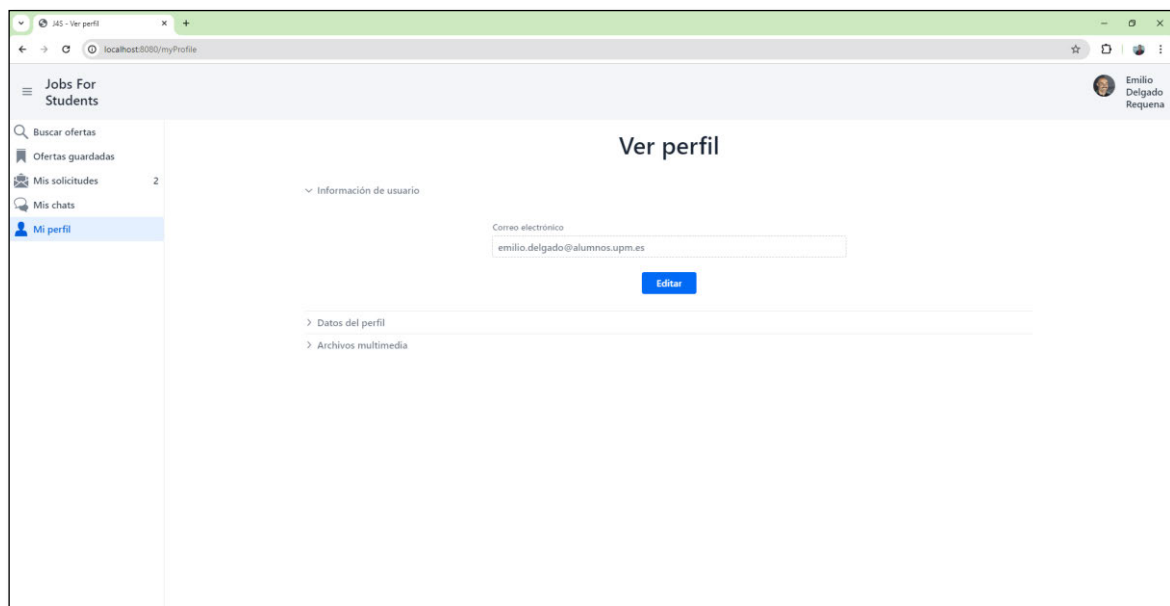 J4S - Ver perfil
localhost:8080/myProfile
Jobs For
Students
Emilio
Delgado
Requena
Buscar ofertas
Ofertas guardadas
Mis solicitudes 2
Mis chats
Mi perfil
Ver perfil
Información de usuario
Correo electrónico
emilio.delgado@alumnos.upm.es
Editar
Datos del perfil
Archivos multimedia